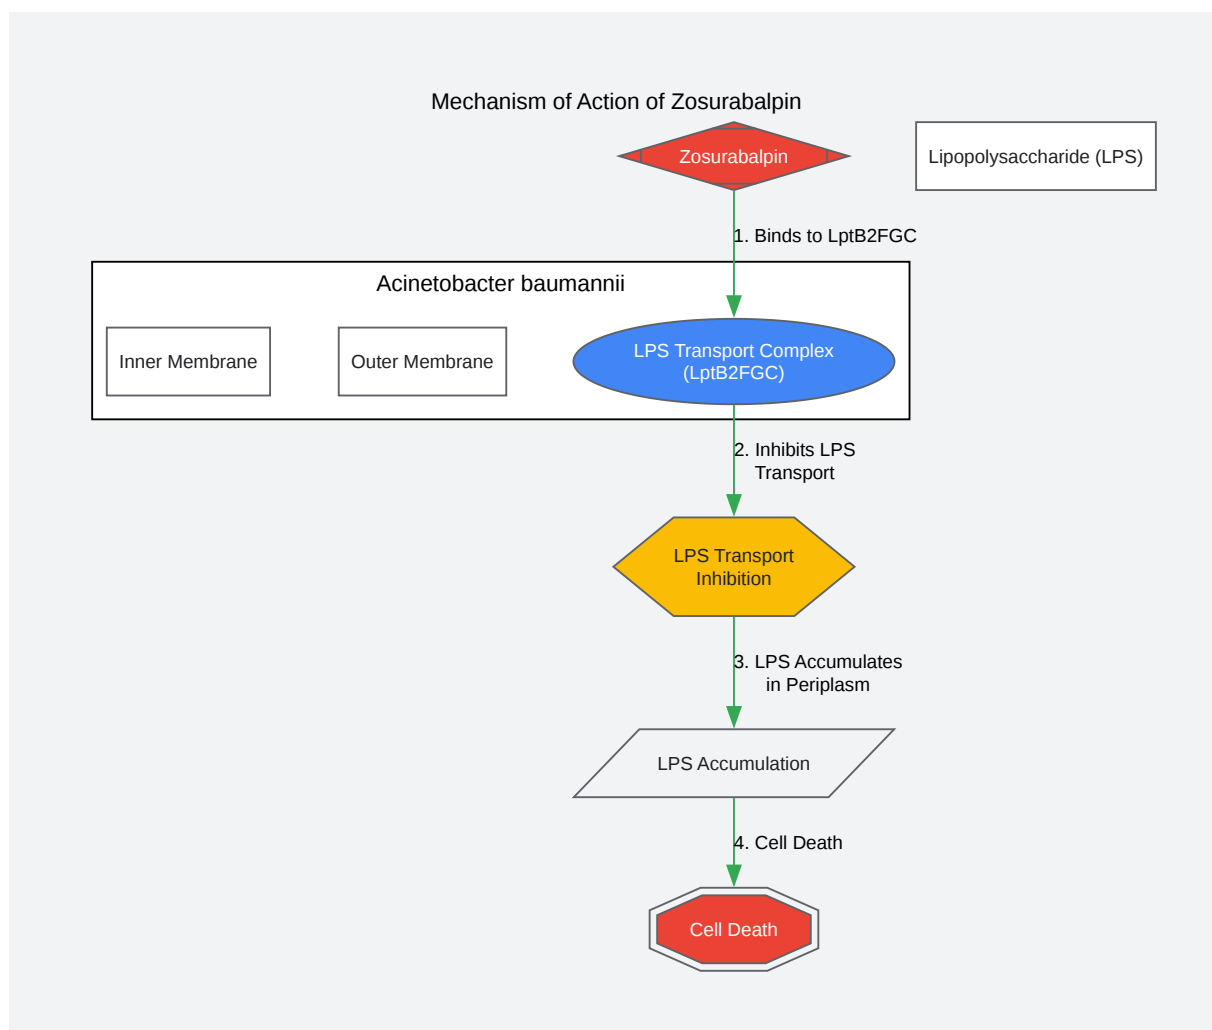 Mechanism of Action of Zosurabalpin
Zosurabalpin
Lipopolysaccharide (LPS)
1. Binds to LptB2FGC
Acinetobacter baumannii
Inner Membrane
Outer Membrane
LPS Transport Complex
(LptB2FGC)
2. Inhibits LPS
Transport
LPS Transport
Inhibition
3. LPS Accumulates
in Periplasm
LPS Accumulation
4. Cell Death
Cell Death